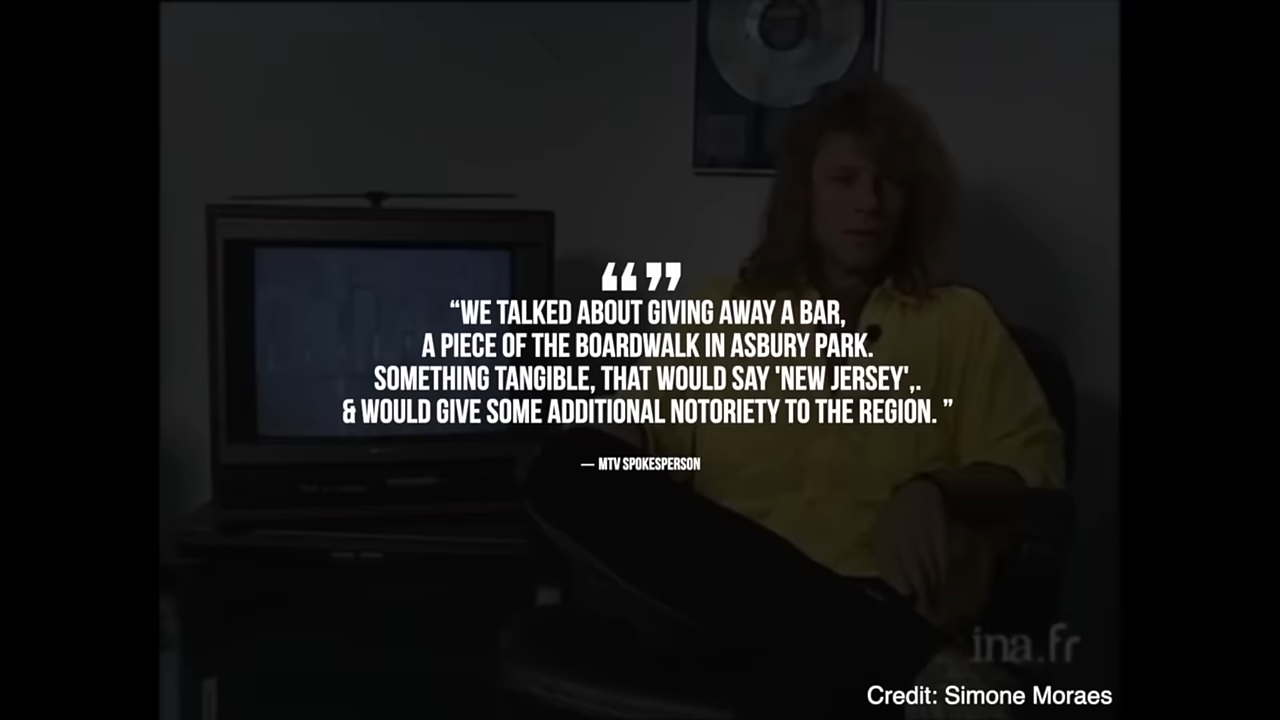 ❝❞
“WE TALKED ABOUT GIVING AWAY A BAR,
A PIECE OF THE BOARDWALK IN ASBURY PARK.
SOMETHING TANGIBLE, THAT WOULD SAY 'NEW JERSEY',.
& WOULD GIVE SOME ADDITIONAL NOTORIETY TO THE REGION. ”
— MTV SPOKESPERSON
ina.fr
Credit: Simone Moraes